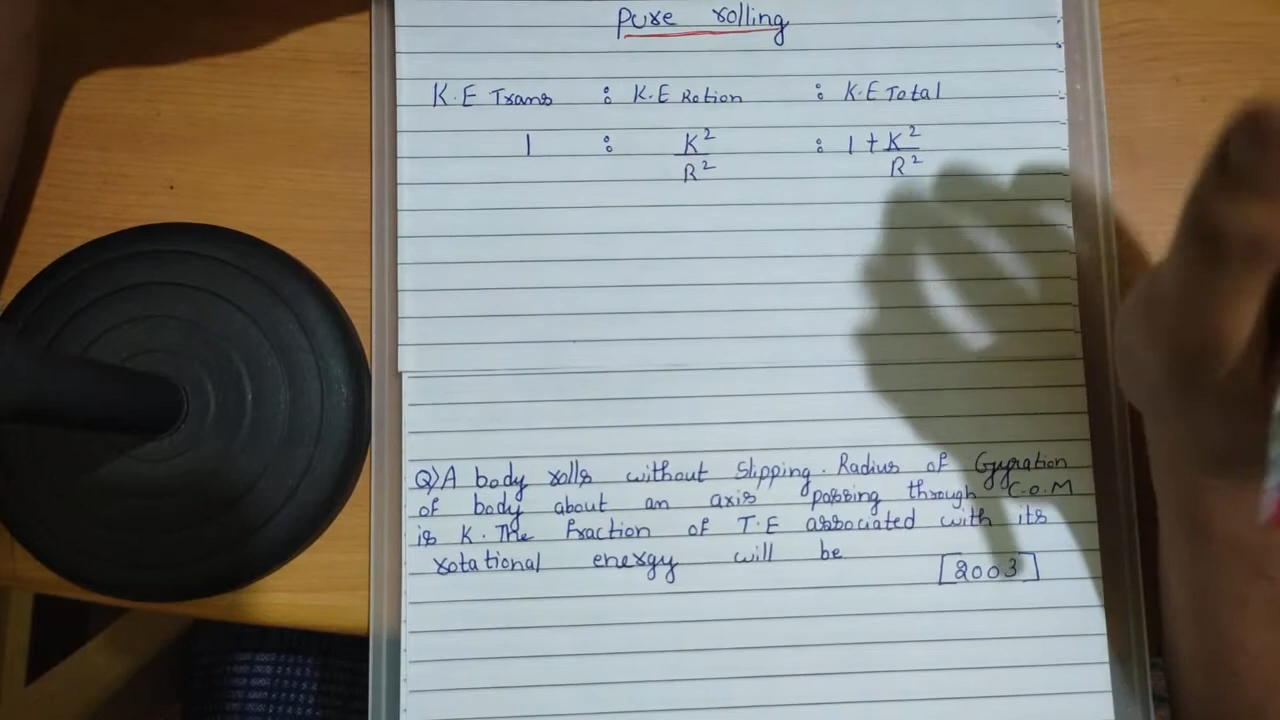 Pure rolling
K.E Trans : K.E Rotion : K.E Total
1 : K²/R² : 1 + K²/R²
Q) A body rolls without slipping. Radius of Gyration
of body about an axis passing through C.O.M
is K. The fraction of T.E associated with its
rotational energy will be
[2003]